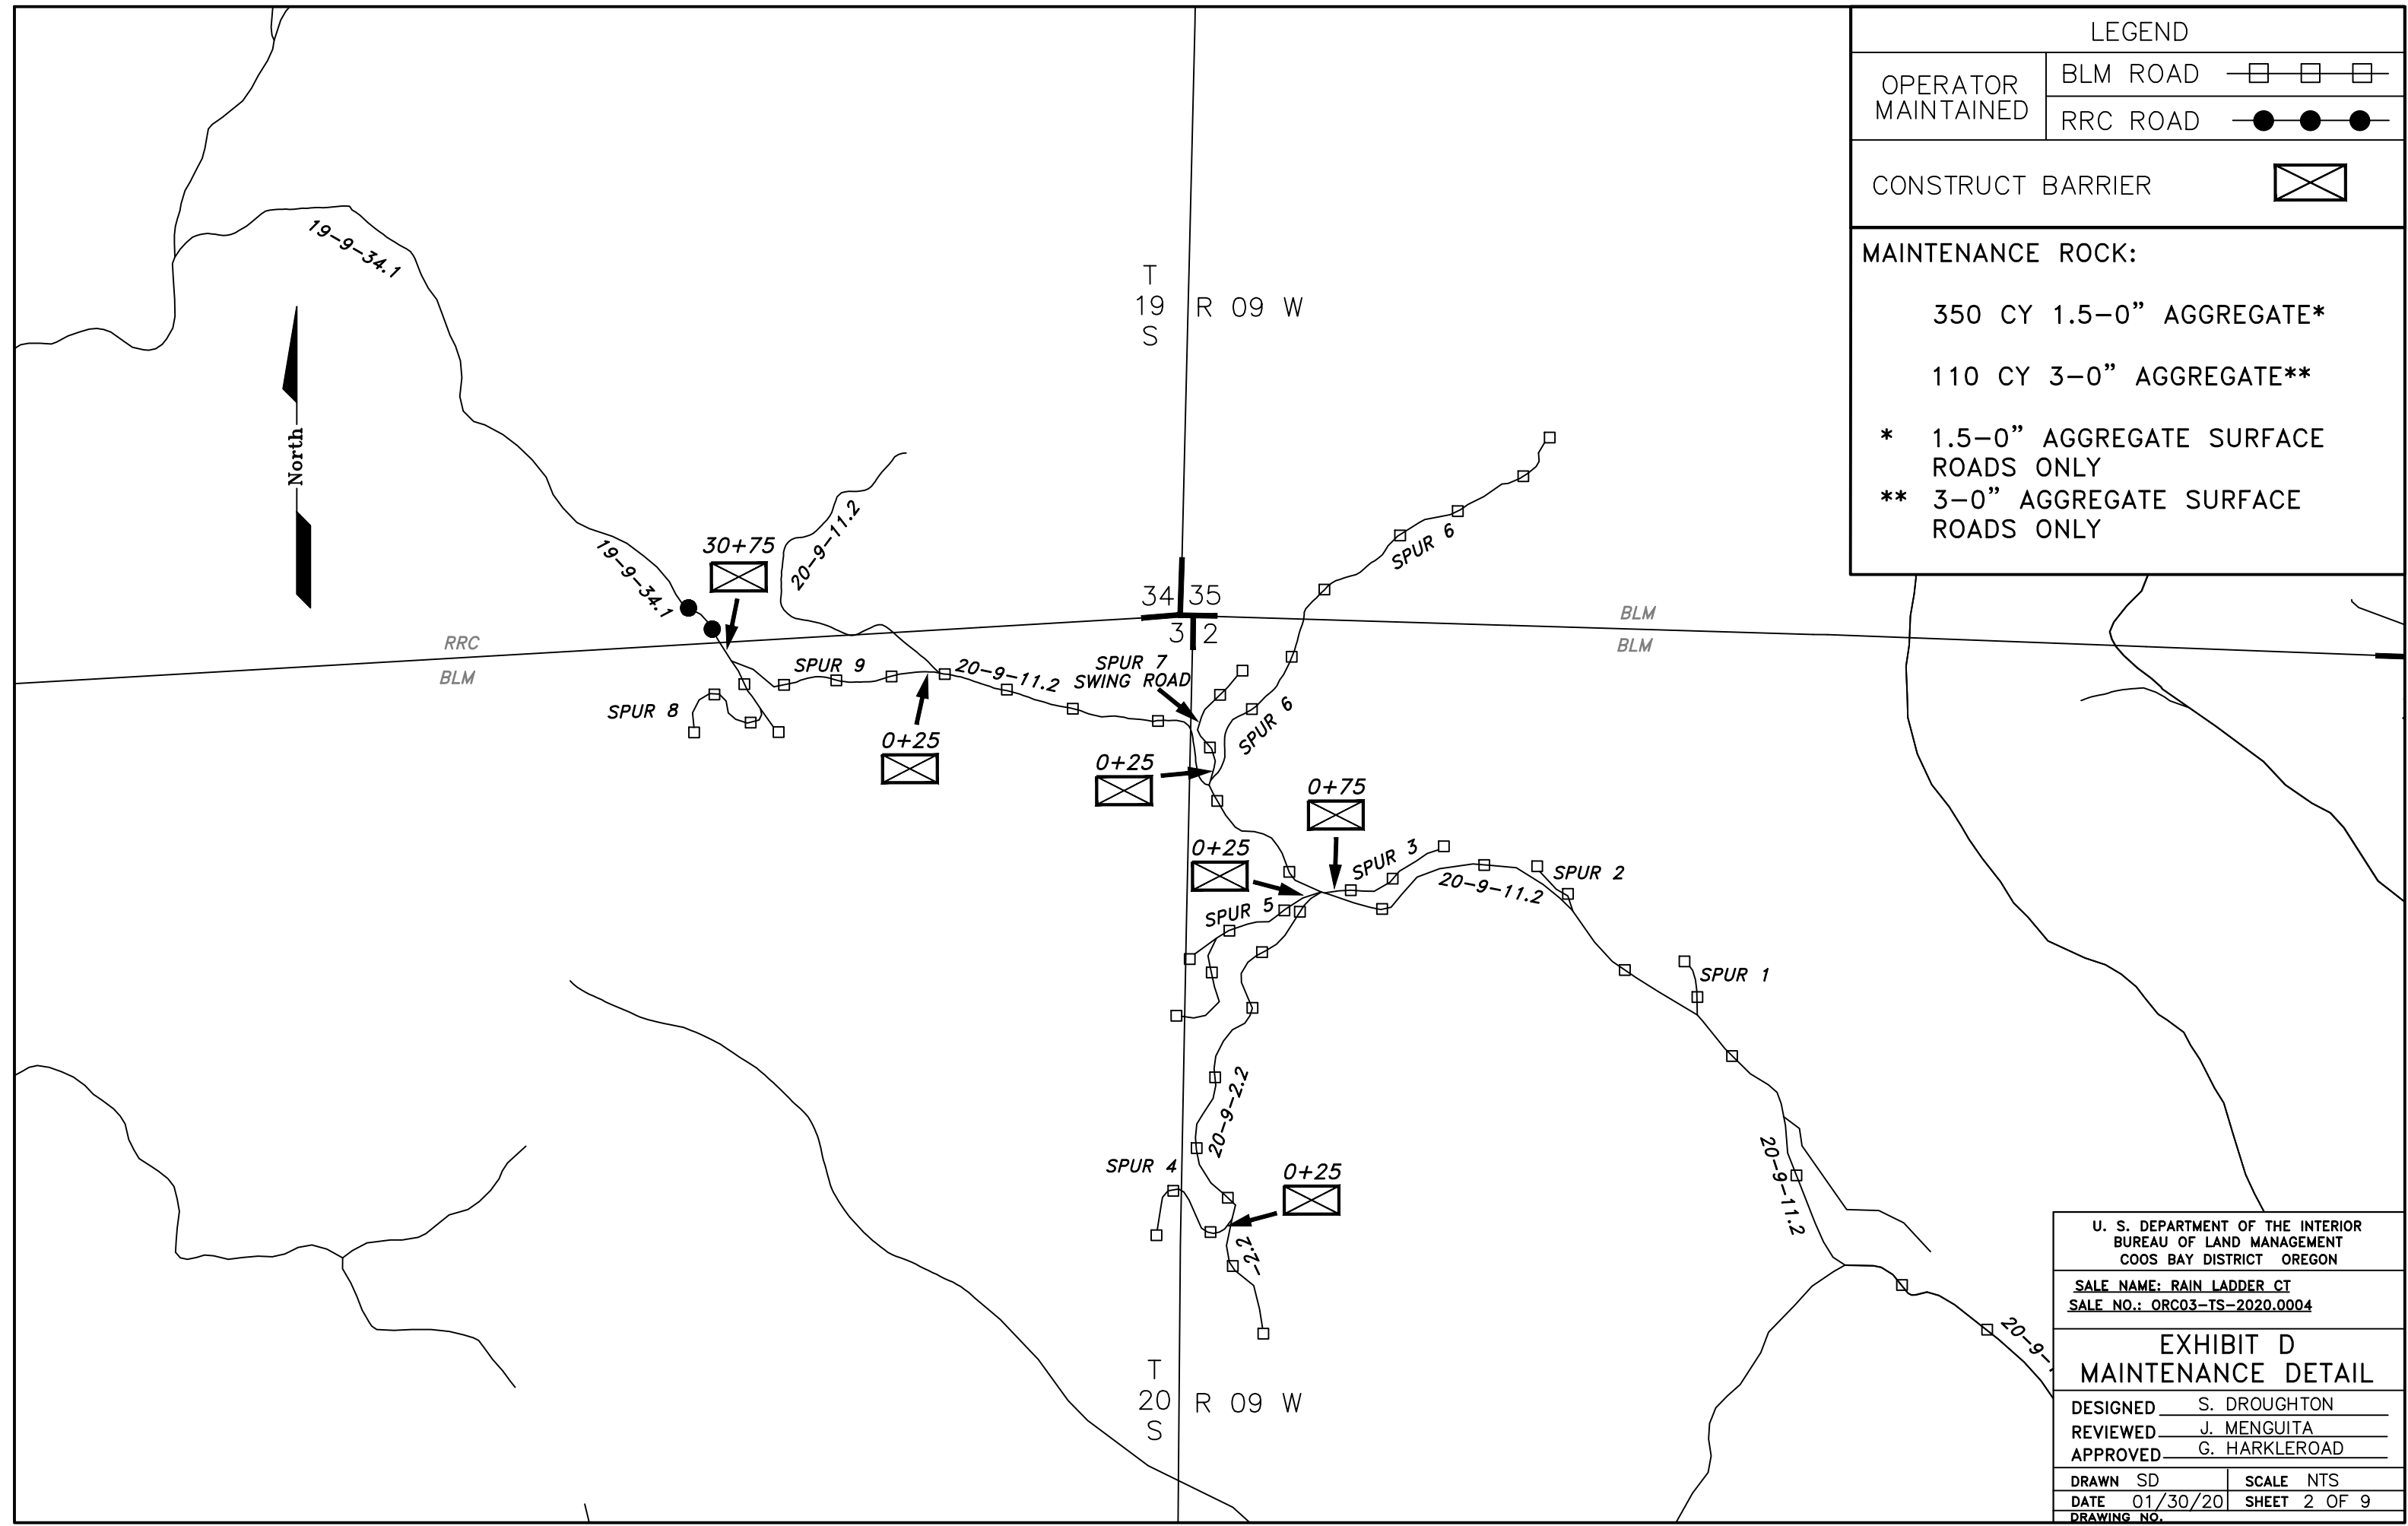 LEGEND
OPERATOR
MAINTAINED
BLM ROAD
RRC ROAD
CONSTRUCT BARRIER
MAINTENANCE ROCK:
350 CY 1.5-0" AGGREGATE*
110 CY 3-0" AGGREGATE**
* 1.5-0" AGGREGATE SURFACE
ROADS ONLY
** 3-0" AGGREGATE SURFACE
ROADS ONLY
19-9-34.1
T
19 R 09 W
S
North
19-9-34.1
30+75
20-9-11.2
SPUR 6
34 35
3 2
RRC
BLM
BLM
BLM
SPUR 9
20-9-11.2
SPUR 7
SWING ROAD
SPUR 6
SPUR 8
0+25
0+25
0+75
0+25
SPUR 3
SPUR 2
20-9-11.2
SPUR 5
SPUR 1
20-9-2.2
SPUR 4
0+25
-2.2
20-9-11.2
20-9-
T
20 R 09 W
S
U. S. DEPARTMENT OF THE INTERIOR
BUREAU OF LAND MANAGEMENT
COOS BAY DISTRICT OREGON
SALE NAME: RAIN LADDER CT
SALE NO.: ORC03-TS-2020.0004
EXHIBIT D
MAINTENANCE DETAIL
DESIGNED S. DROUGHTON
REVIEWED J. MENGUITA
APPROVED G. HARKLEROAD
DRAWN SD SCALE NTS
DATE 01/30/20 SHEET 2 OF 9
DRAWING NO.